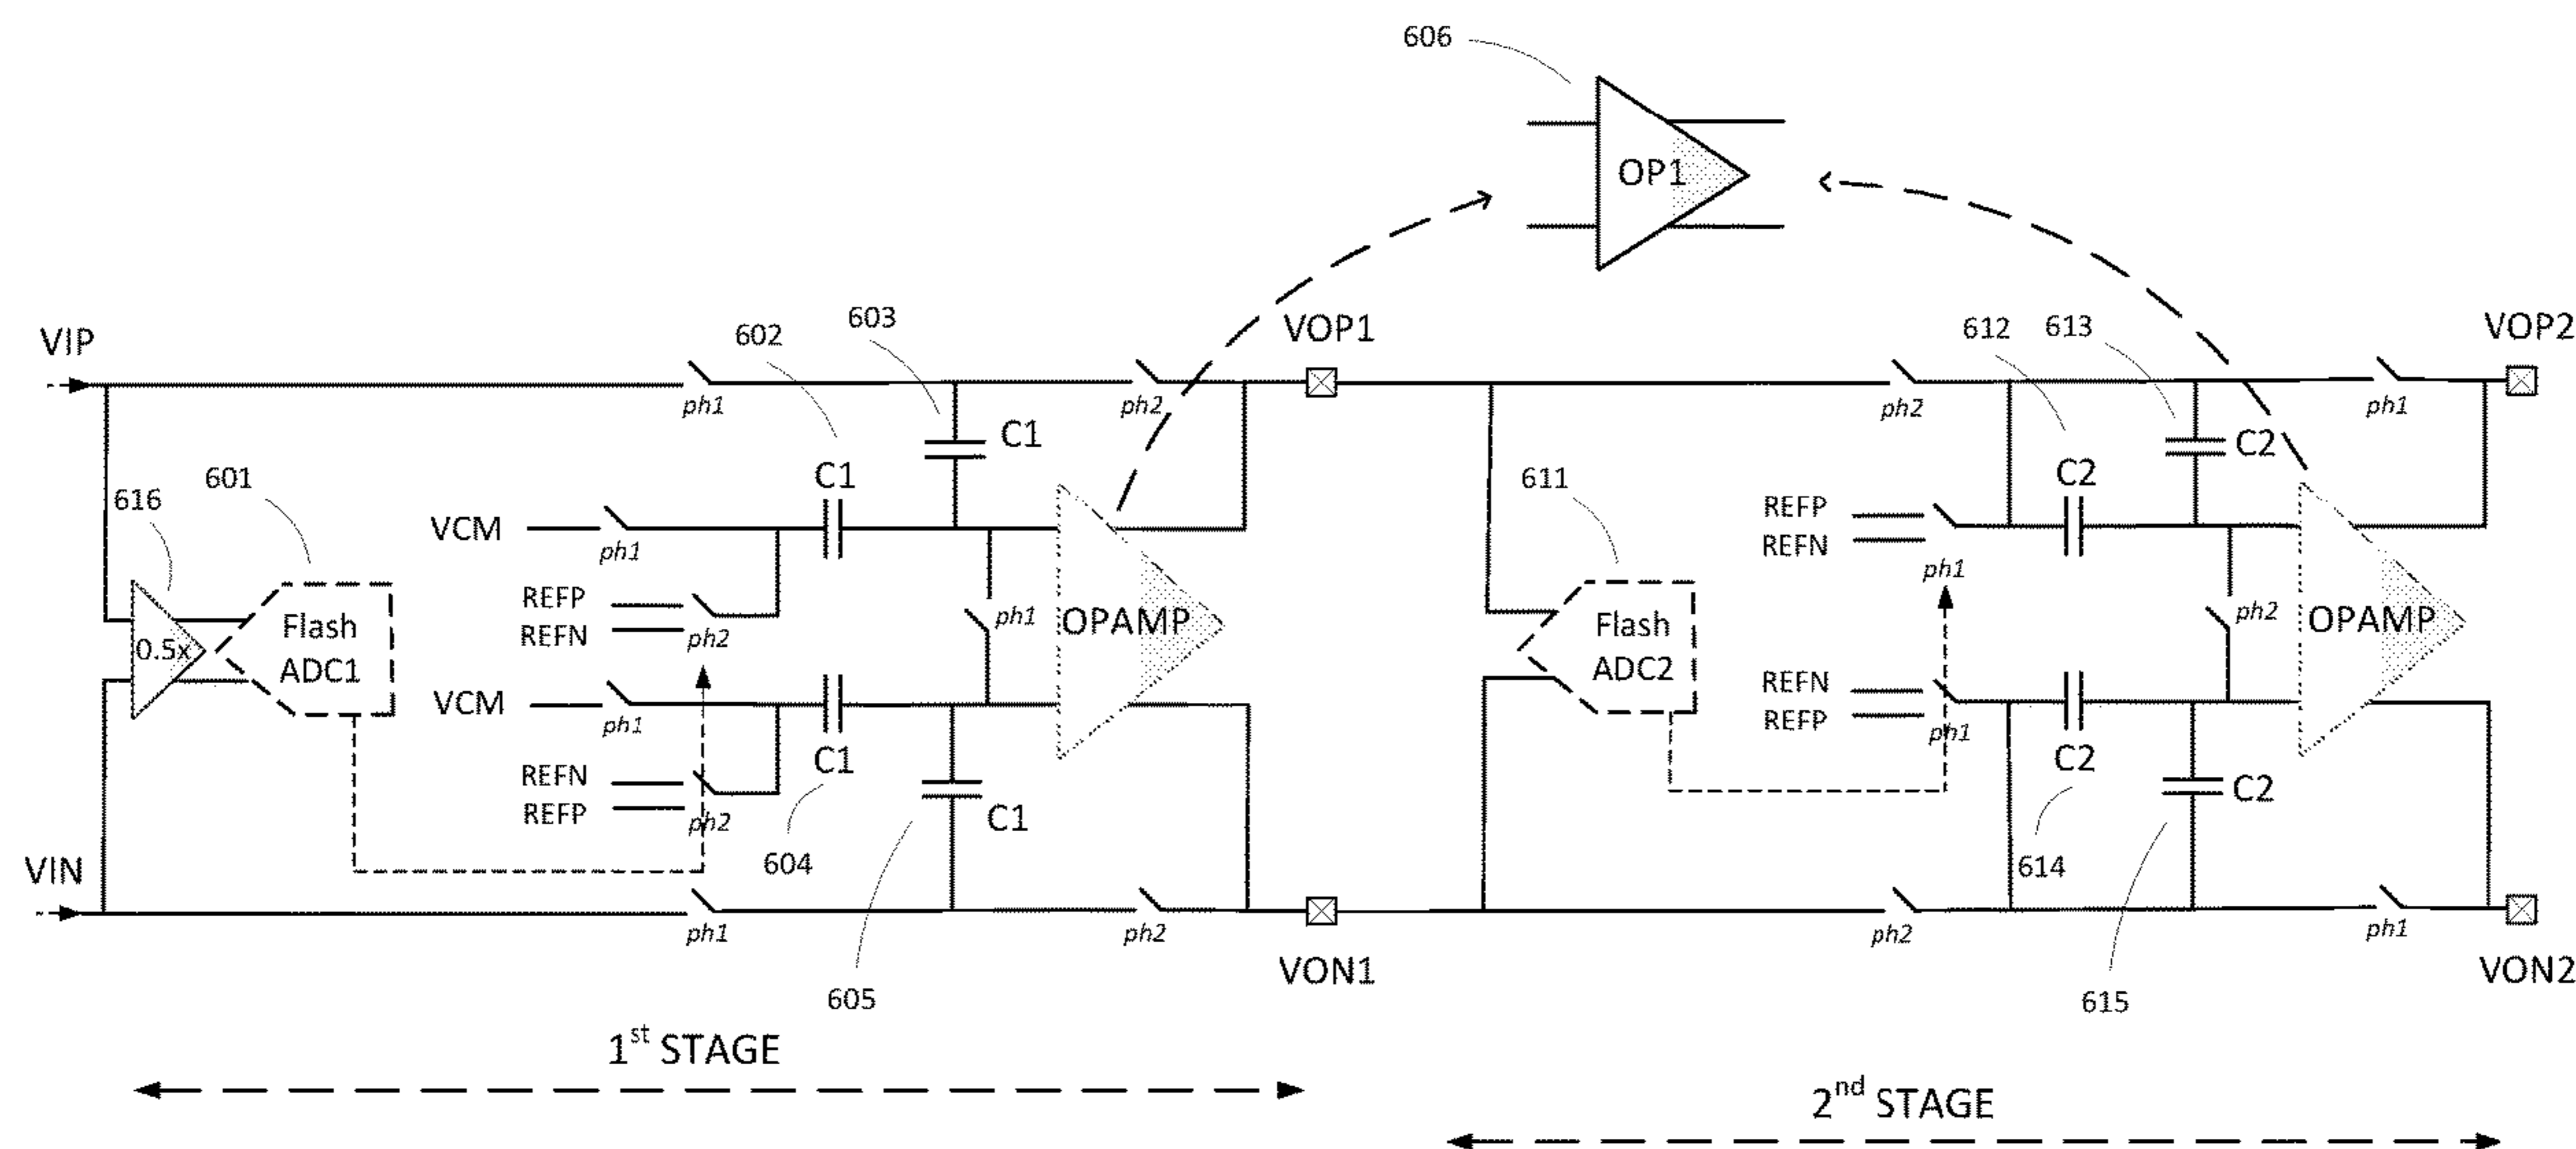 606
OP1
VIP
602
603
VOP1
612
613
VOP2
ph1
ph2
ph2
ph1
C1
C2
616
601
C1
611
C2
VCM
ph1
REFP
REFN
ph1
0.5x
Flash
ADC1
REFP
REFN
ph2
ph1
OPAMP
Flash
ADC2
ph2
OPAMP
VCM
ph1
C1
REFN
REFP
ph1
C2
REFN
REFP
ph2
604
C1
C2
614
VIN
ph1
ph2
ph2
ph1
605
VON1
615
VON2
1st STAGE
2nd STAGE